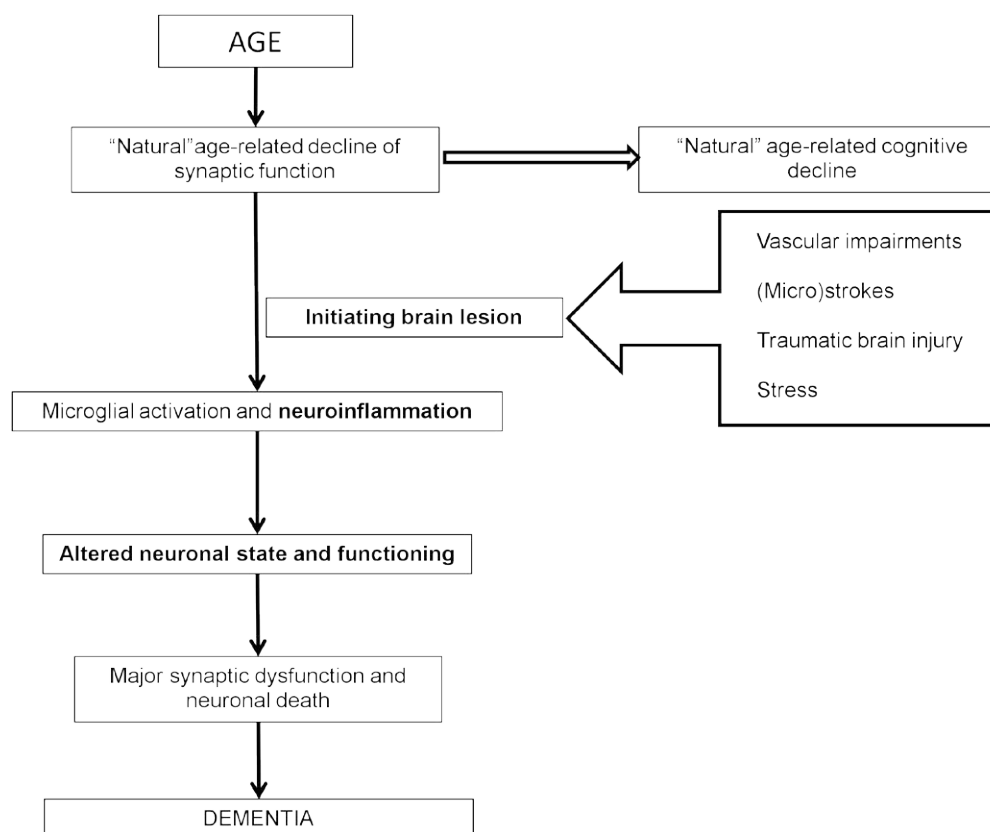 AGE
“Natural”age-related decline of
synaptic function
“Natural” age-related cognitive
decline
Vascular impairments
(Micro)strokes
Traumatic brain injury
Stress
Initiating brain lesion
Microglial activation and neuroinflammation
Altered neuronal state and functioning
Major synaptic dysfunction and
neuronal death
DEMENTIA